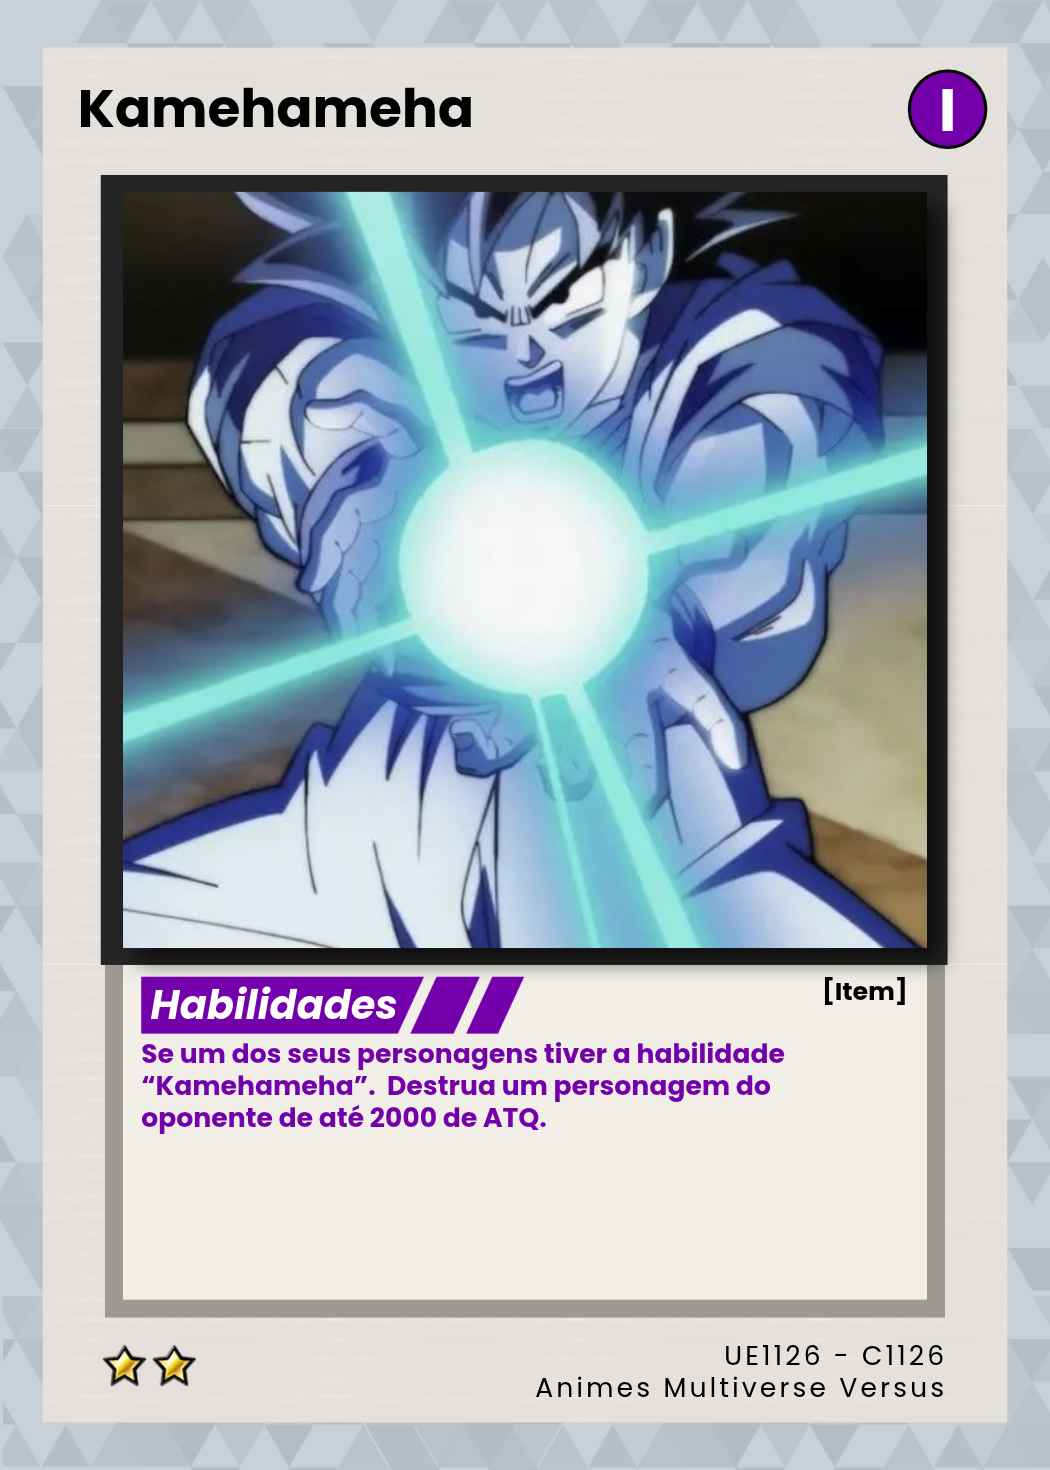 Kamehameha
I
Habilidades
[Item]
Se um dos seus personagens tiver a habilidade
“Kamehameha”.  Destrua um personagem do
oponente de até 2000 de ATQ.
UE1126 - C1126
Animes Multiverse Versus